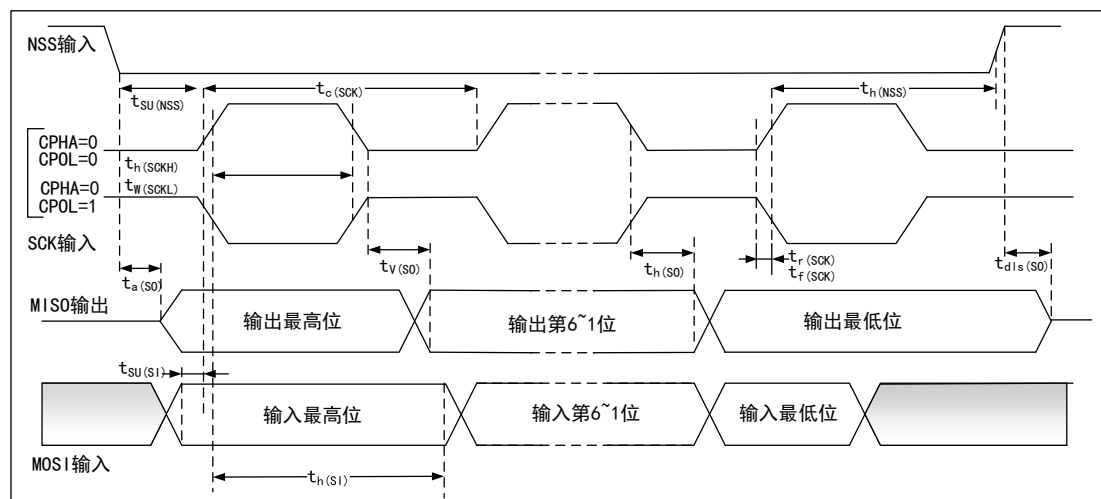 NSS输入
tSU(NSS)
tc(SCK)
th(NSS)
CPHA=0
CPOL=0
th(SCKH)
CPHA=0
CPOL=1
tW(SCKL)
SCK输入
ta(SO)
tV(SO)
th(SO)
tr(SCK)
tf(SCK)
tdls(SO)
MISO输出
输出最高位
输出第6~1位
输出最低位
tSU(SI)
输入最高位
输入第6~1位
输入最低位
MOSI输入
th(SI)